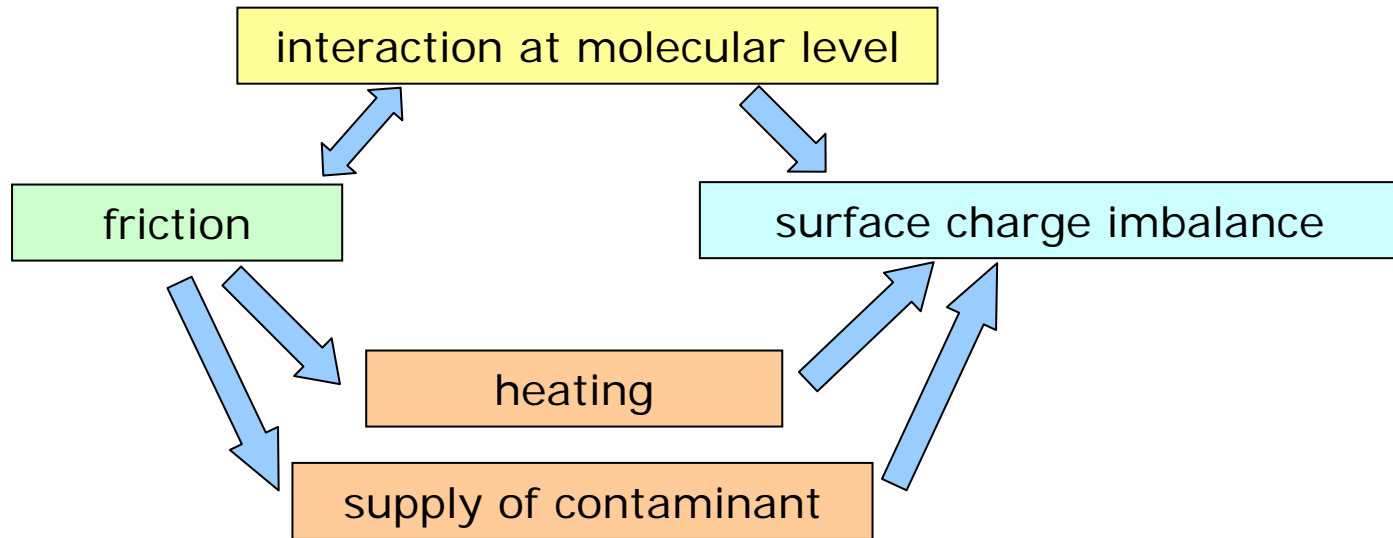 interaction at molecular level
friction
surface charge imbalance
heating
supply of contaminant